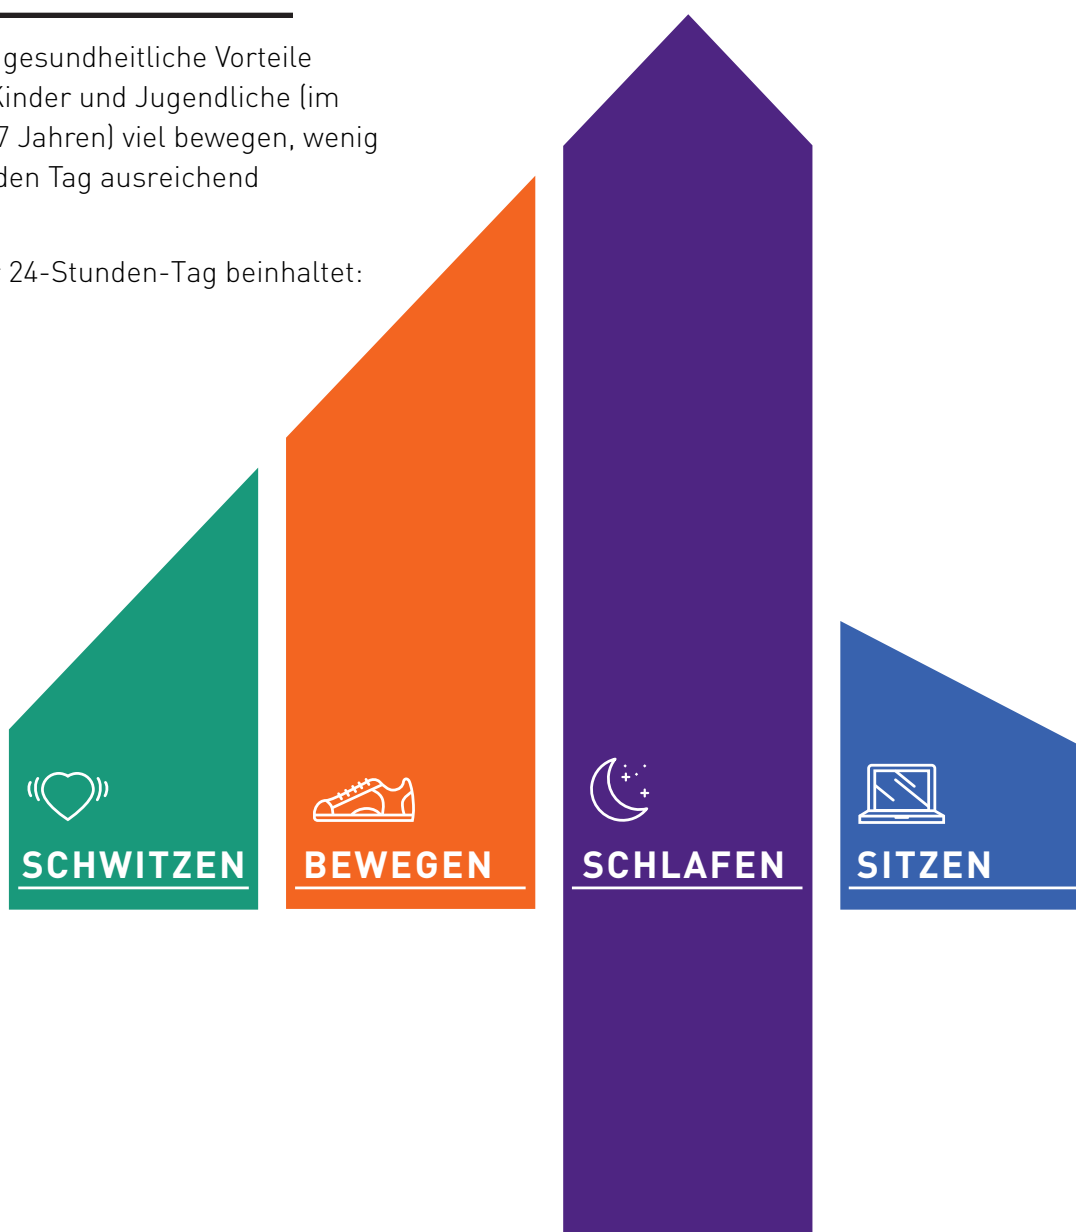 gesundheitliche Vorteile
Kinder und Jugendliche (im
7 Jahren) viel bewegen, wenig
den Tag ausreichend
24-Stunden-Tag beinhaltet:
SCHWITZEN
BEWEGEN
SCHLAFEN
SITZEN